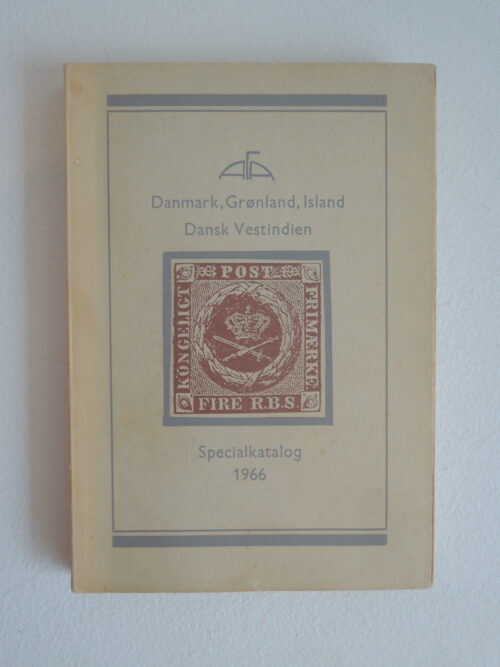 AFA
Danmark, Grønland, Island
Dansk Vestindien
KONGELIGT
POST
FRIMÆRKE
FIRE R.B.S.
Specialkatalog
1966